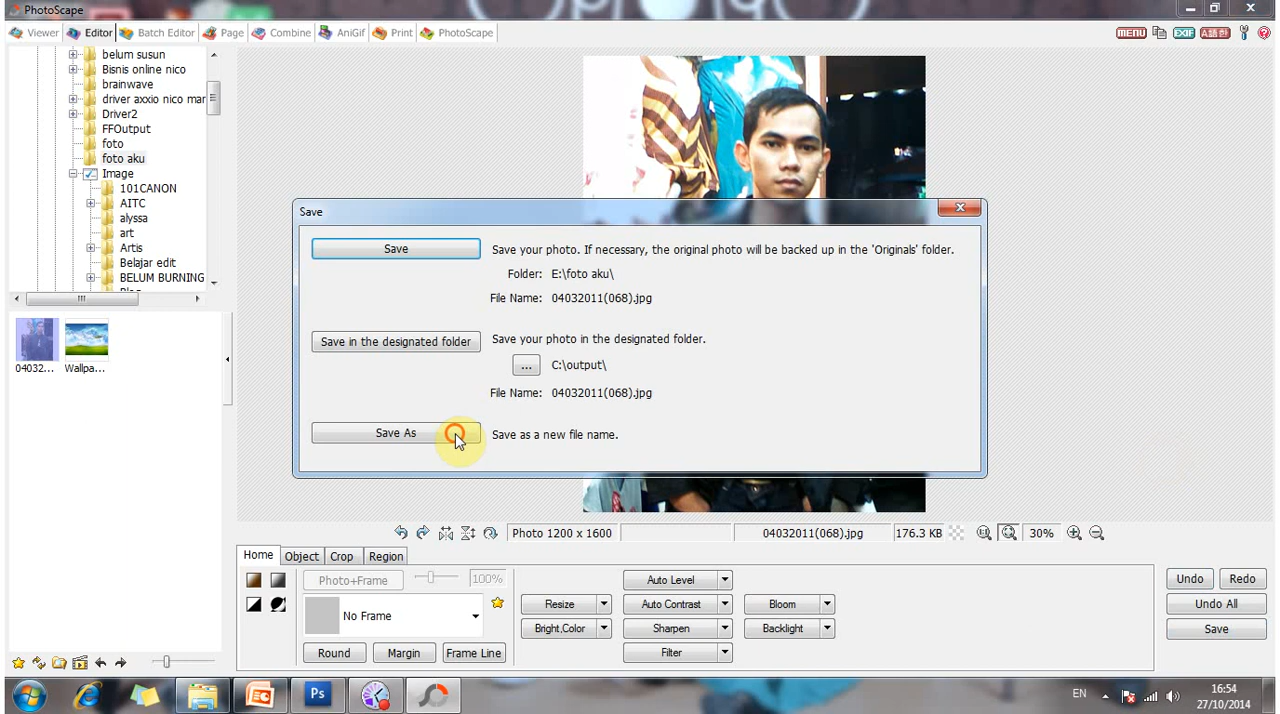 PhotoScape
Viewer Editor Batch Editor Page Combine AniGif Print PhotoScape MENU EXIF
belum susun
Bisnis online nico
brainwave
driver axxio nico mar
Driver2
FFOutput
foto
foto aku
Image
101CANON
AITC
alyssa
art
Artis
Belajar edit
BELUM BURNING
04032... Wallpa...
Save
Save Save your photo. If necessary, the original photo will be backed up in the 'Originals' folder.
Folder: E:\foto aku\
File Name: 04032011(068).jpg
Save in the designated folder Save your photo in the designated folder.
... C:\output\
File Name: 04032011(068).jpg
Save As Save as a new file name.
Photo 1200 x 1600 04032011(068).jpg 176.3 KB 30%
Home Object Crop Region
Photo+Frame 100% Auto Level Undo Redo
No Frame Resize Auto Contrast Bloom Undo All
Bright,Color Sharpen Backlight Save
Round Margin Frame Line Filter
Ps EN 16:54
27/10/2014